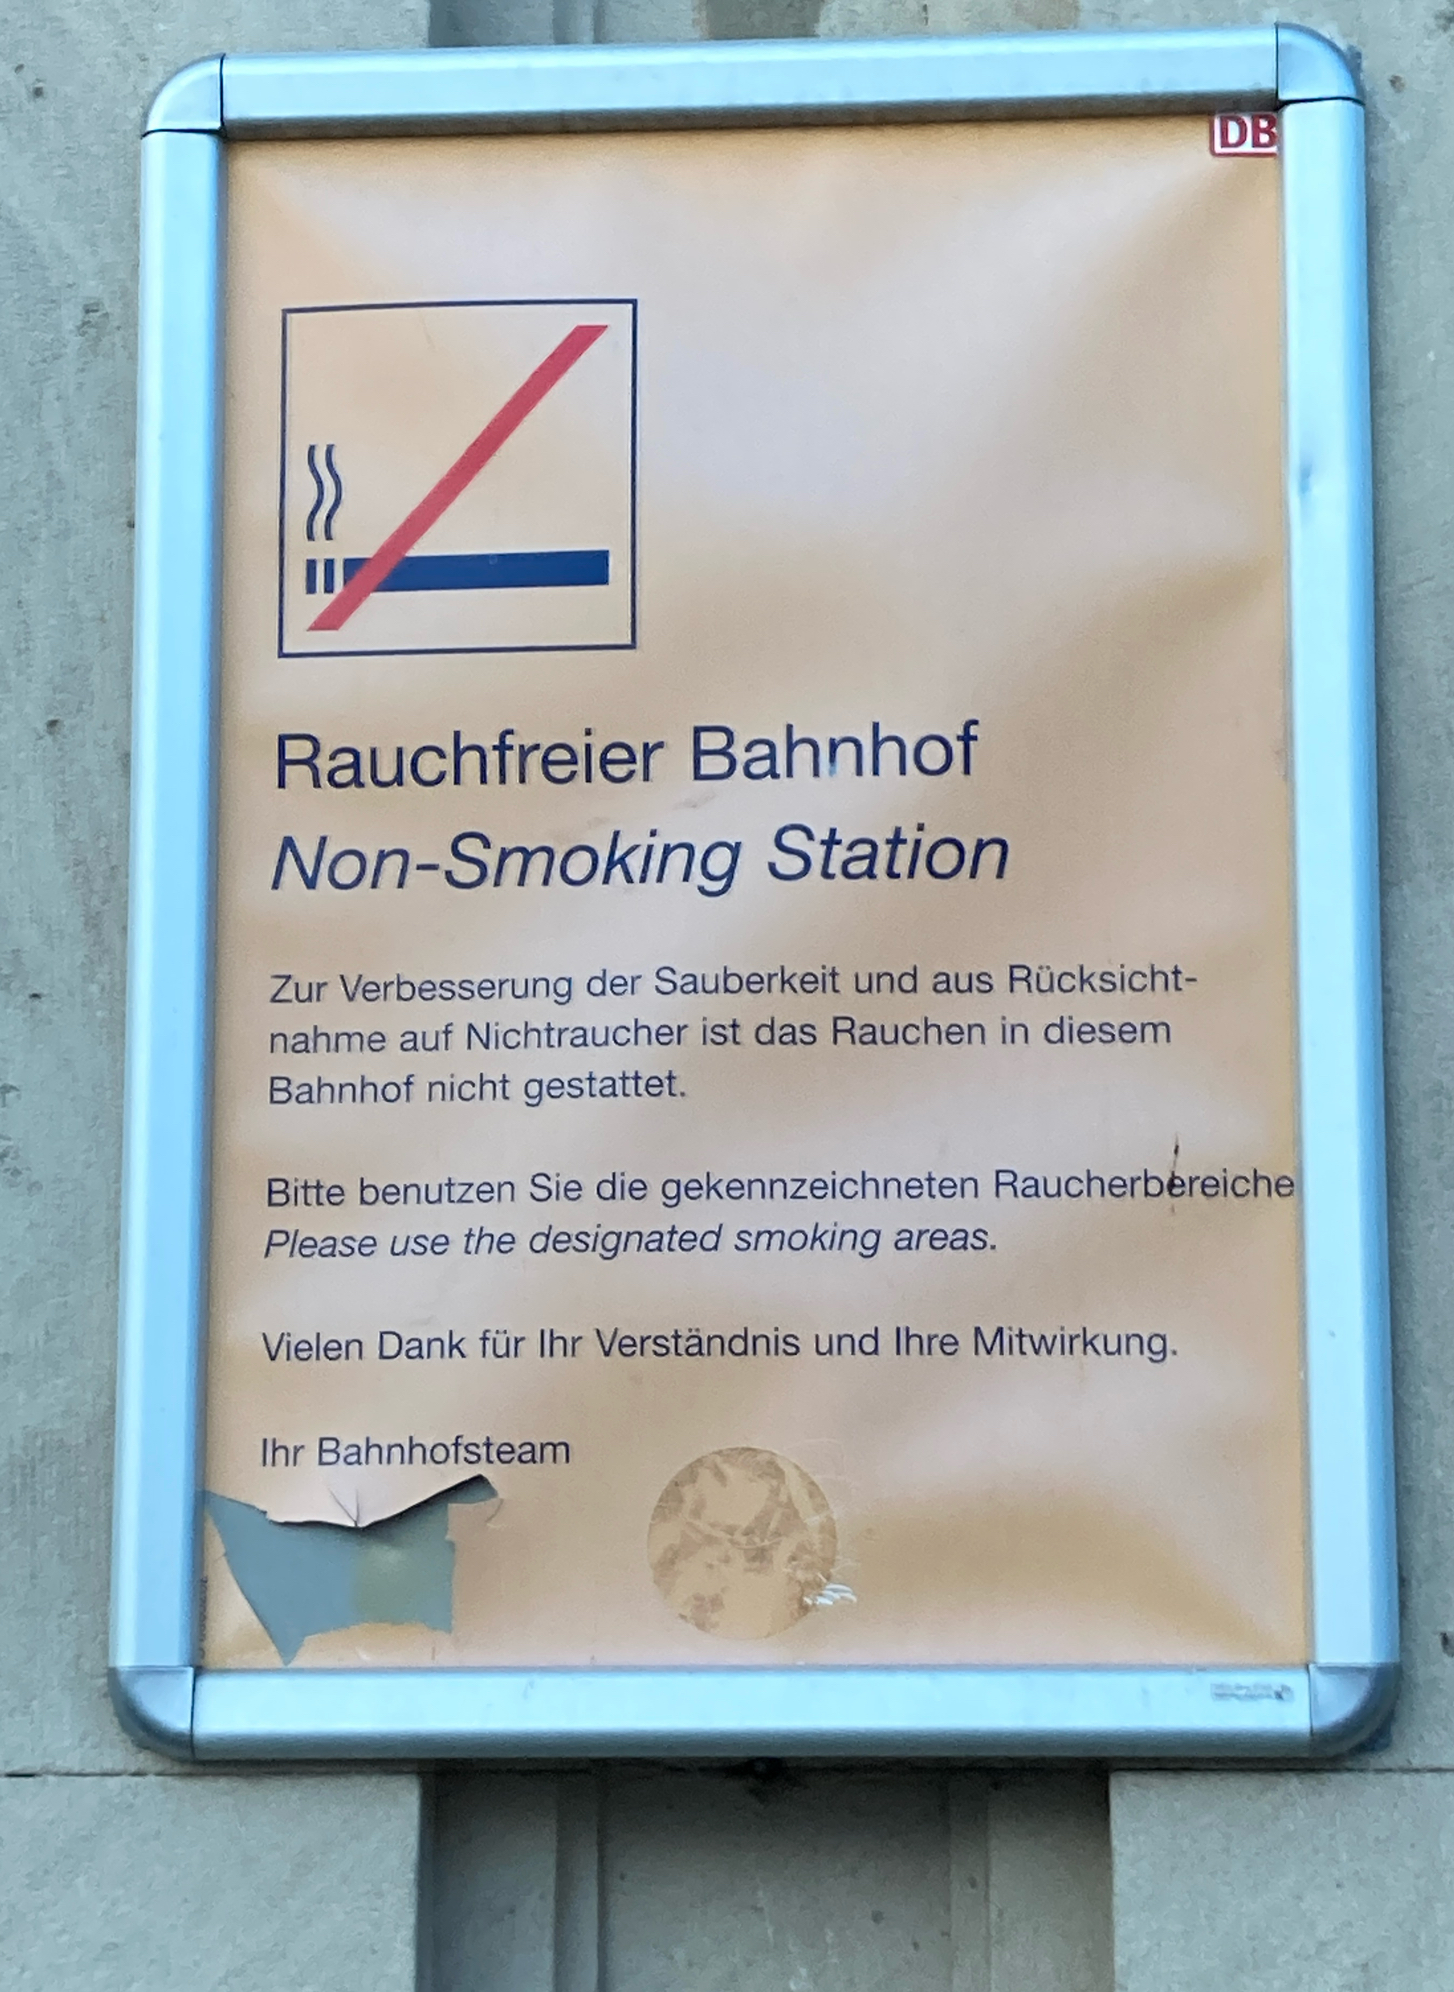 DB
Rauchfreier Bahnhof
Non-Smoking Station
Zur Verbesserung der Sauberkeit und aus Rücksicht-
nahme auf Nichtraucher ist das Rauchen in diesem
Bahnhof nicht gestattet.
Bitte benutzen Sie die gekennzeichneten Raucherbereiche
Please use the designated smoking areas.
Vielen Dank für Ihr Verständnis und Ihre Mitwirkung.
Ihr Bahnhofsteam